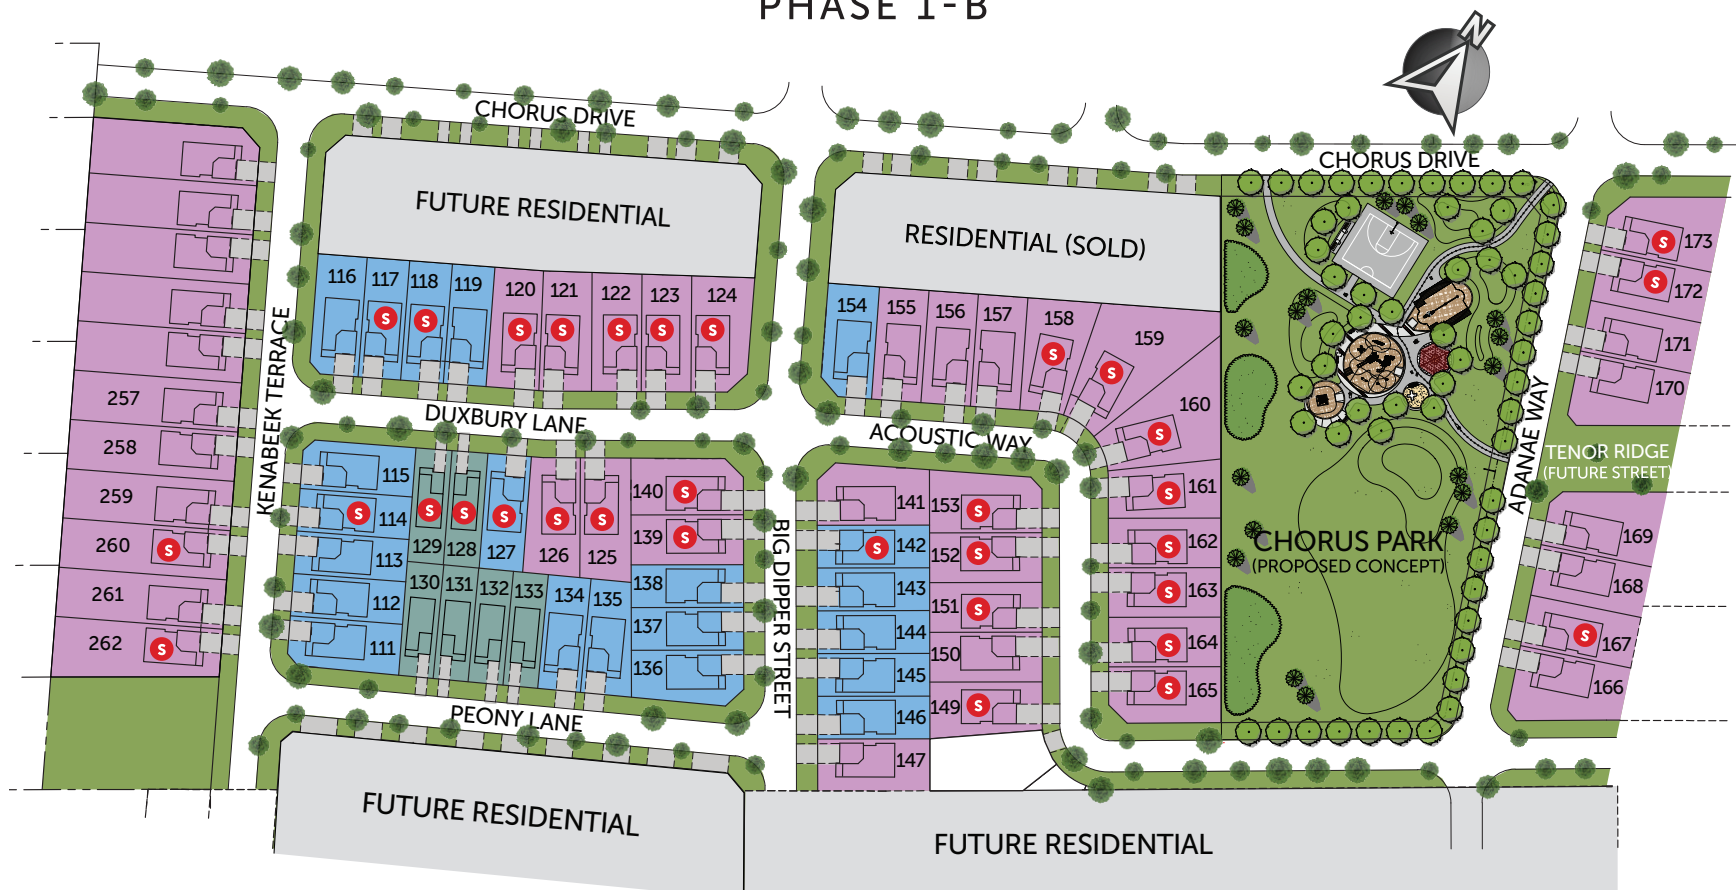 PHASE 1-B
N
CHORUS DRIVE
CHORUS DRIVE
FUTURE RESIDENTIAL
RESIDENTIAL (SOLD)
173 S
172 S
171
170
116
117 S
118 S
119
120 S
121 S
122 S
123 S
124 S
154
155
156
157
158 S
159 S
160 S
KENABEEK TERRACE
DUXBURY LANE
ACOUSTIC WAY
ADANAE WAY
TENOR RIDGE
(FUTURE STREET)
257
258
259
260 S
261
262 S
115
114 S
113
112
111
129 S
128 S
127 S
126 S
125 S
130
131
132
133
134
135
140 S
139 S
138
137
136
BIG DIPPER STREET
141
142 S
143
144
145
146
147
153 S
152 S
151 S
150
149 S
161 S
162 S
163 S
164 S
165 S
CHORUS PARK
(PROPOSED CONCEPT)
169
168
167 S
166
PEONY LANE
FUTURE RESIDENTIAL
FUTURE RESIDENTIAL